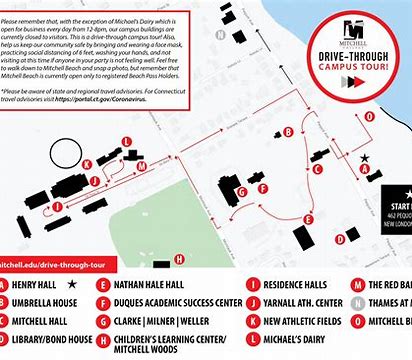 Please remember that, with the exception of Michael's Dairy which is
open for business every day from 12-8pm, our campus buildings are
currently closed to visitors. This is a drive-through campus tour! Also,
help us keep our community safe by bringing and wearing a face mask,
practicing social distancing of 6 feet, washing your hands, and not
visiting at this time if anyone in your party is not feeling well. Feel free
to walk down to Mitchell Beach and snap a photo, but remember that
Mitchell Beach is currently open only to registered Beach Pass Holders.
*Please be aware of state and regional travel advisories. For Connecticut
travel advisories visit https://portal.ct.gov/Coronavirus.
MITCHELL
COLLEGE
DRIVE-THROUGH
CAMPUS TOUR!
N
M
L
K
I
J
I
B
C
O
A
G
F
E
D
H
START
462 PEQUO
NEW LONDON
mitchell.edu/drive-through-tour
A HENRY HALL
B UMBRELLA HOUSE
C MITCHELL HALL
D LIBRARY/BOND HOUSE
E NATHAN HALE HALL
F DUQUES ACADEMIC SUCCESS CENTER
G CLARKE | MILNER | WELLER
H CHILDREN'S LEARNING CENTER/
MITCHELL WOODS
I RESIDENCE HALLS
J YARNALL ATH. CENTER
K NEW ATHLETIC FIELDS
L MICHAEL'S DAIRY
M THE RED BA
N THAMES AT M
O MITCHELL B